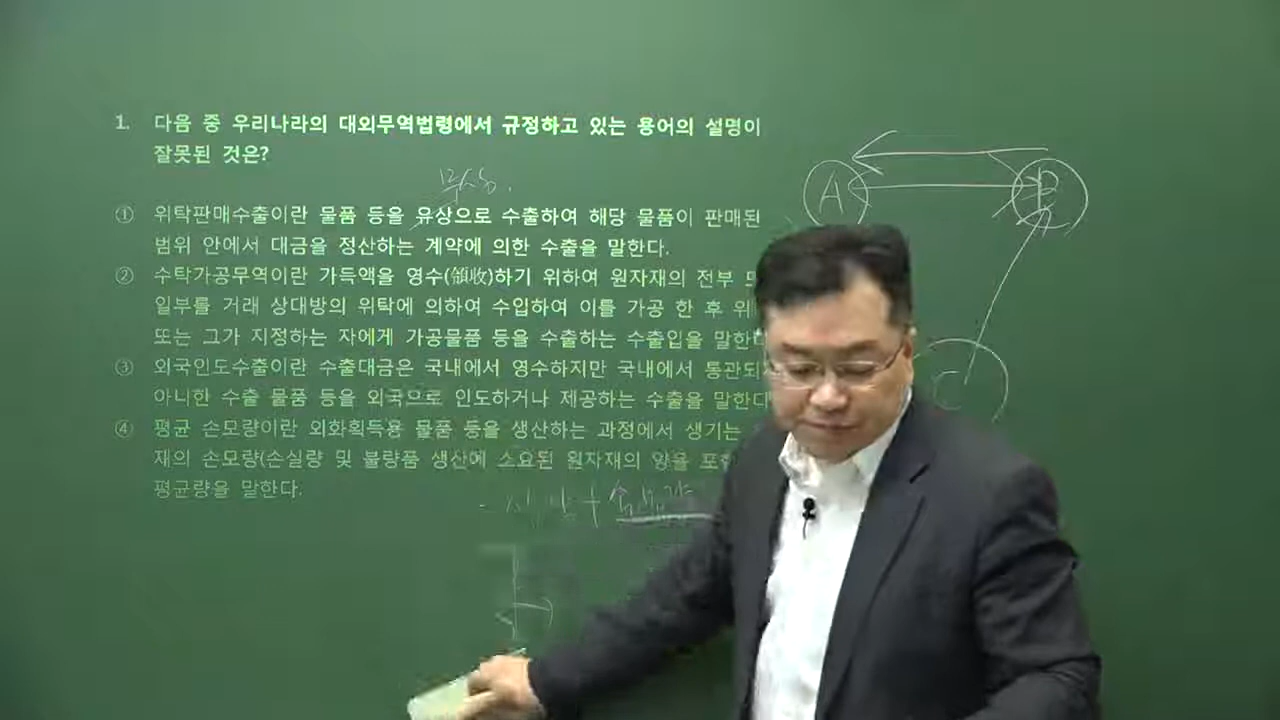 1. 다음 중 우리나라의 대외무역법령에서 규정하고 있는 용어의 설명이
잘못된 것은?
무상
① 위탁판매수출이란 물품 등을 유상으로 수출하여 해당 물품이 판매된
범위 안에서 대금을 정산하는 계약에 의한 수출을 말한다.
② 수탁가공무역이란 가득액을 영수(領收)하기 위하여 원자재의 전부
일부를 거래 상대방의 위탁에 의하여 수입하여 이를 가공 한 후
또는 그가 지정하는 자에게 가공물품 등을 수출하는 수출입을 말한다
③ 외국인도수출이란 수출대금은 국내에서 영수하지만 국내에서 통관되지
아니한 수출 물품 등을 외국으로 인도하거나 제공하는 수출을 말한다
④ 평균 손모량이란 외화획득용 물품 등을 생산하는 과정에서 생기는
재의 손모량(손실량 및 불량품 생산에 소요된 원자재의 양을
평균량을 말한다.
A B
C